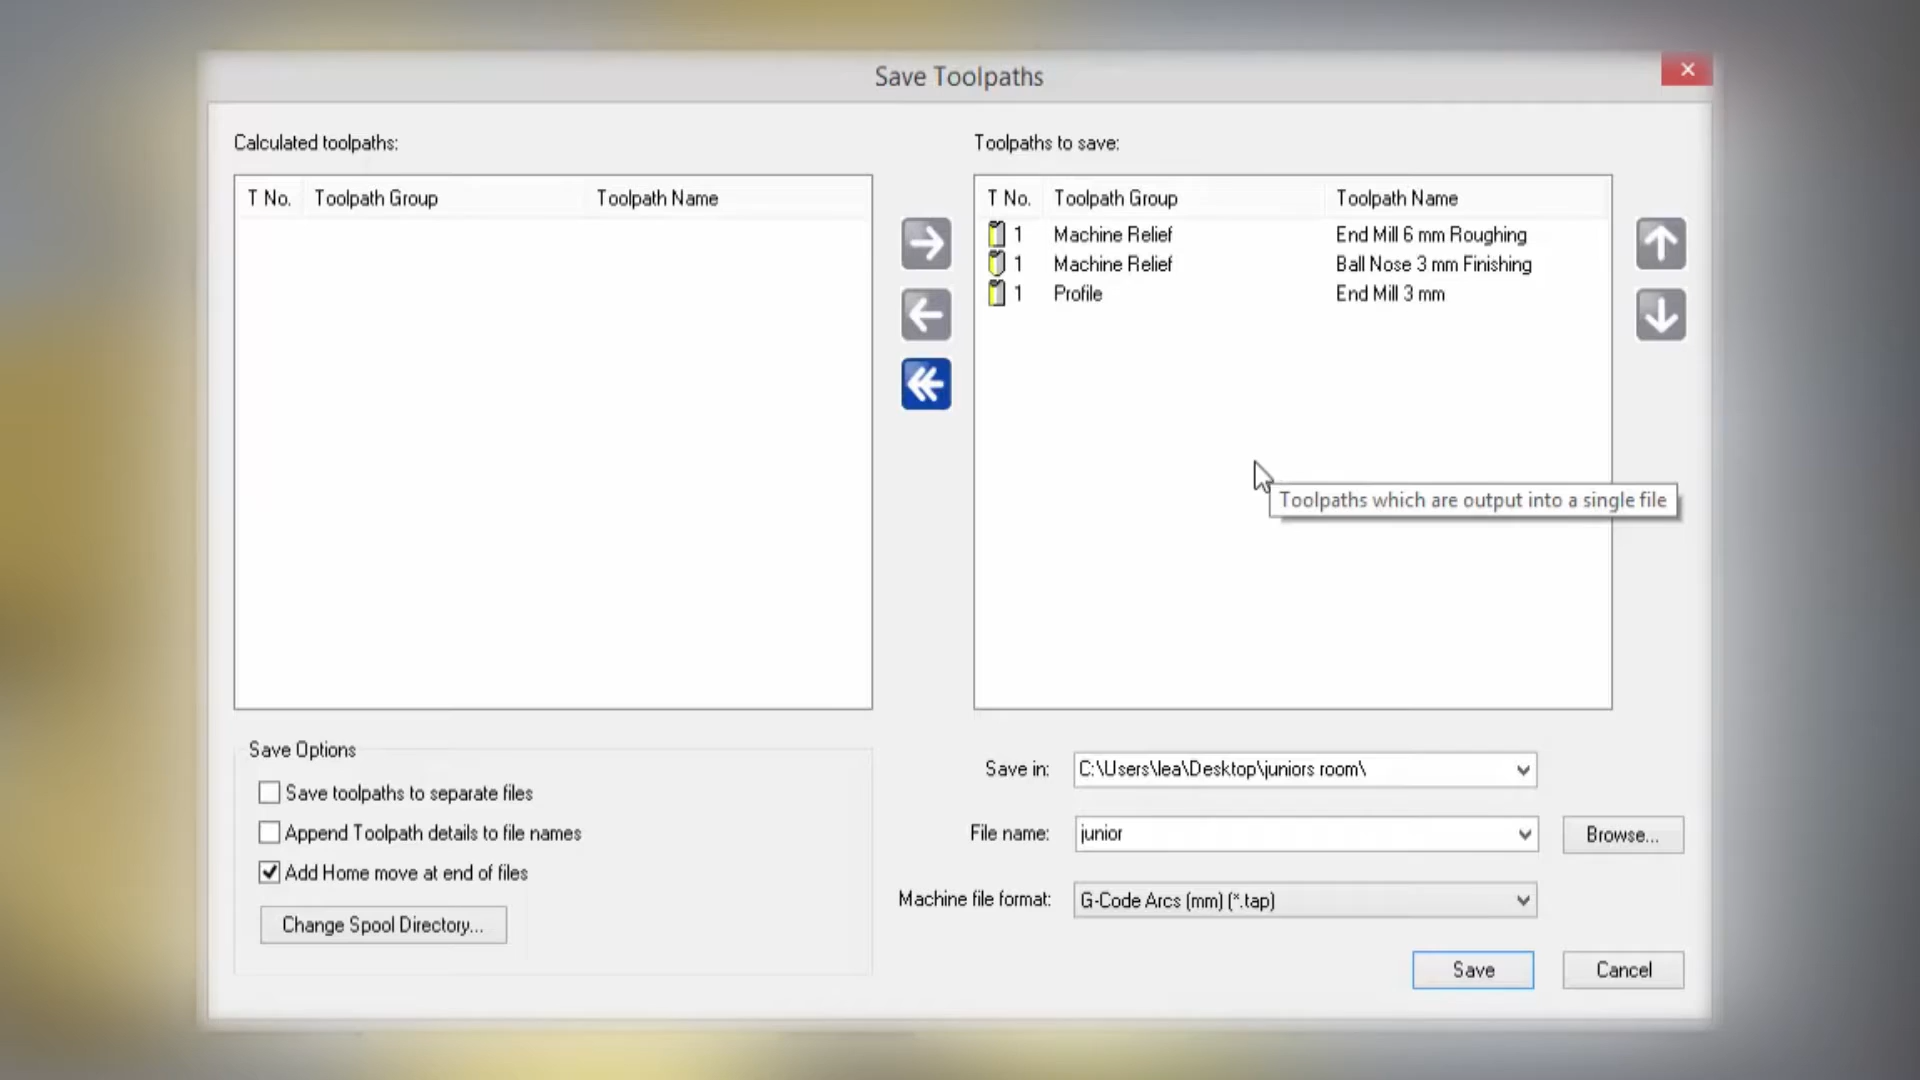 Save Toolpaths
Calculated toolpaths:
T No. Toolpath Group Toolpath Name
Toolpaths to save:
T No. Toolpath Group Toolpath Name
1 Machine Relief End Mill 6 mm Roughing
1 Machine Relief Ball Nose 3 mm Finishing
1 Profile End Mill 3 mm
Toolpaths which are output into a single file
Save Options
Save toolpaths to separate files
Append Toolpath details to file names
Add Home move at end of files
Change Spool Directory...
Save in: C:\Users\lea\Desktop\juniors room\
File name: junior
Browse...
Machine file format: G-Code Arcs (mm) (*.tap)
Save
Cancel